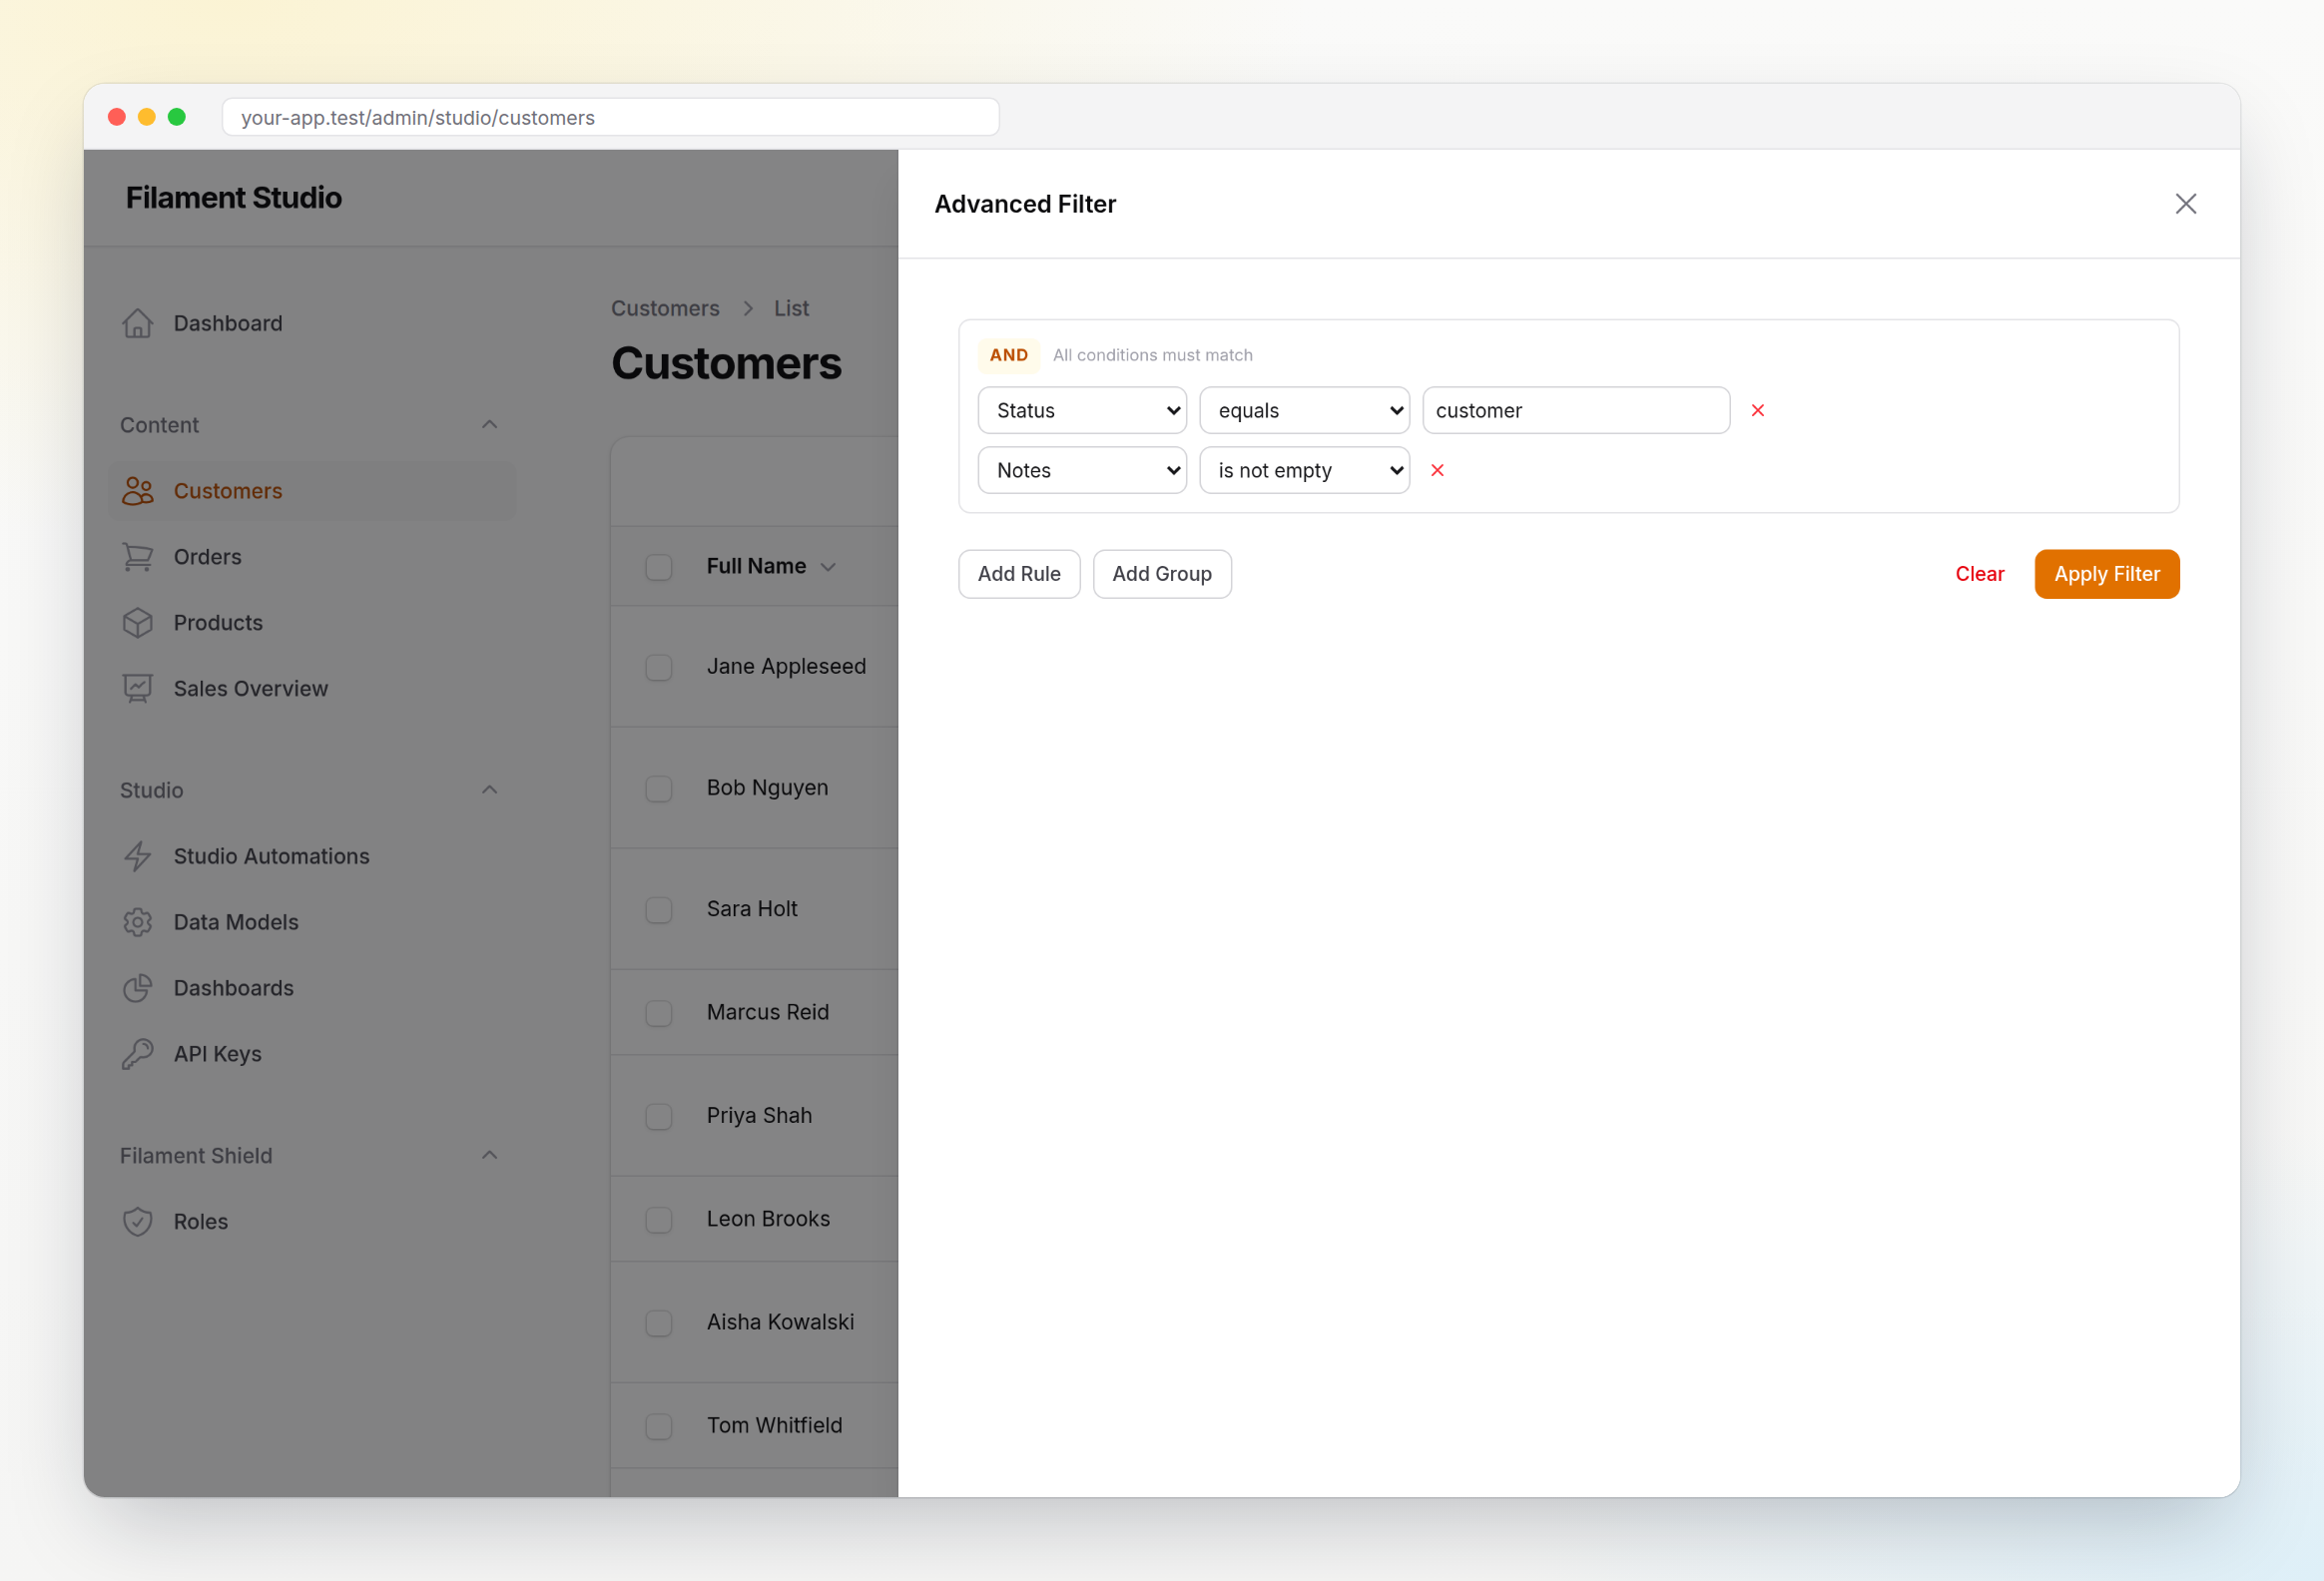 your-app.test/admin/studio/customers
Filament Studio
Dashboard
Content
Customers
Orders
Products
Sales Overview
Studio
Studio Automations
Data Models
Dashboards
API Keys
Filament Shield
Roles
Customers List
Customers
Full Name
Jane Appleseed
Bob Nguyen
Sara Holt
Marcus Reid
Priya Shah
Leon Brooks
Aisha Kowalski
Tom Whitfield
Advanced Filter
AND All conditions must match
Status equals customer
Notes is not empty
Add Rule Add Group Clear Apply Filter